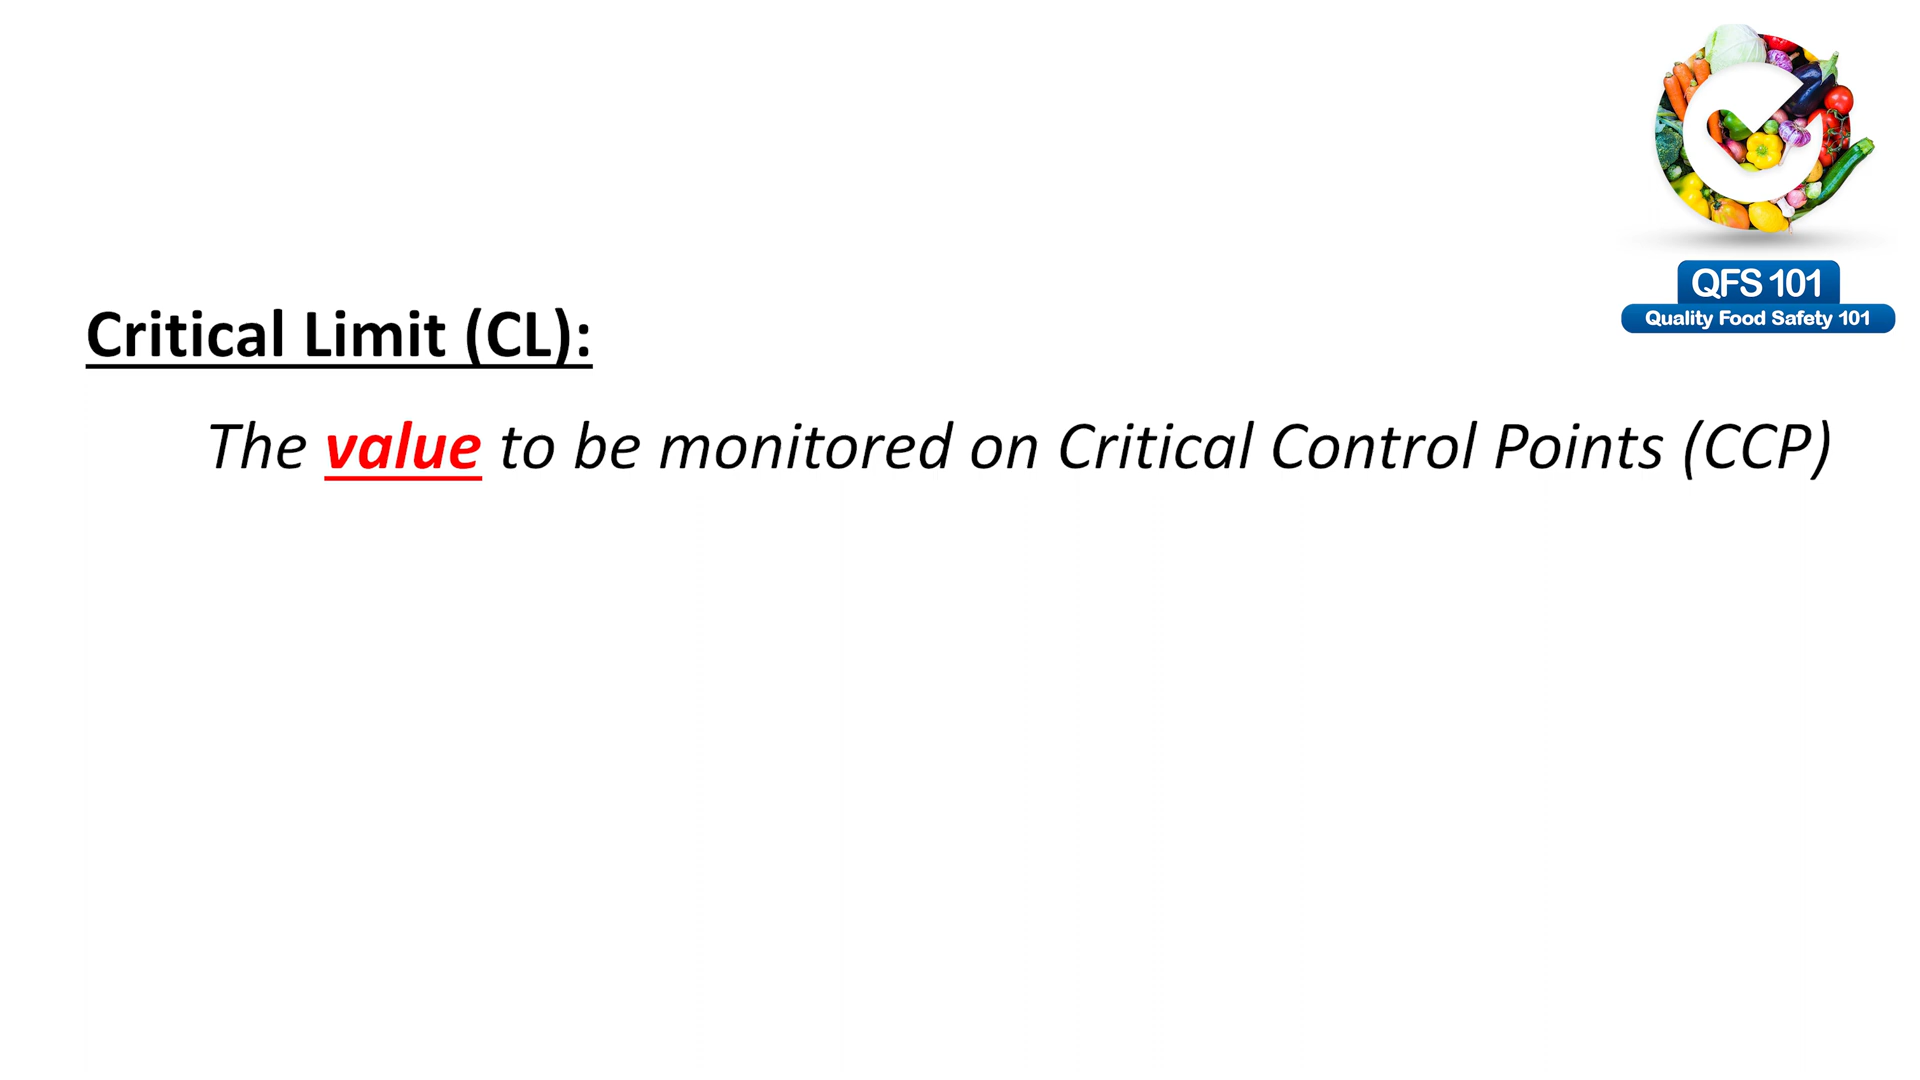 QFS 101
Quality Food Safety 101
Critical Limit (CL):
The value to be monitored on Critical Control Points (CCP)